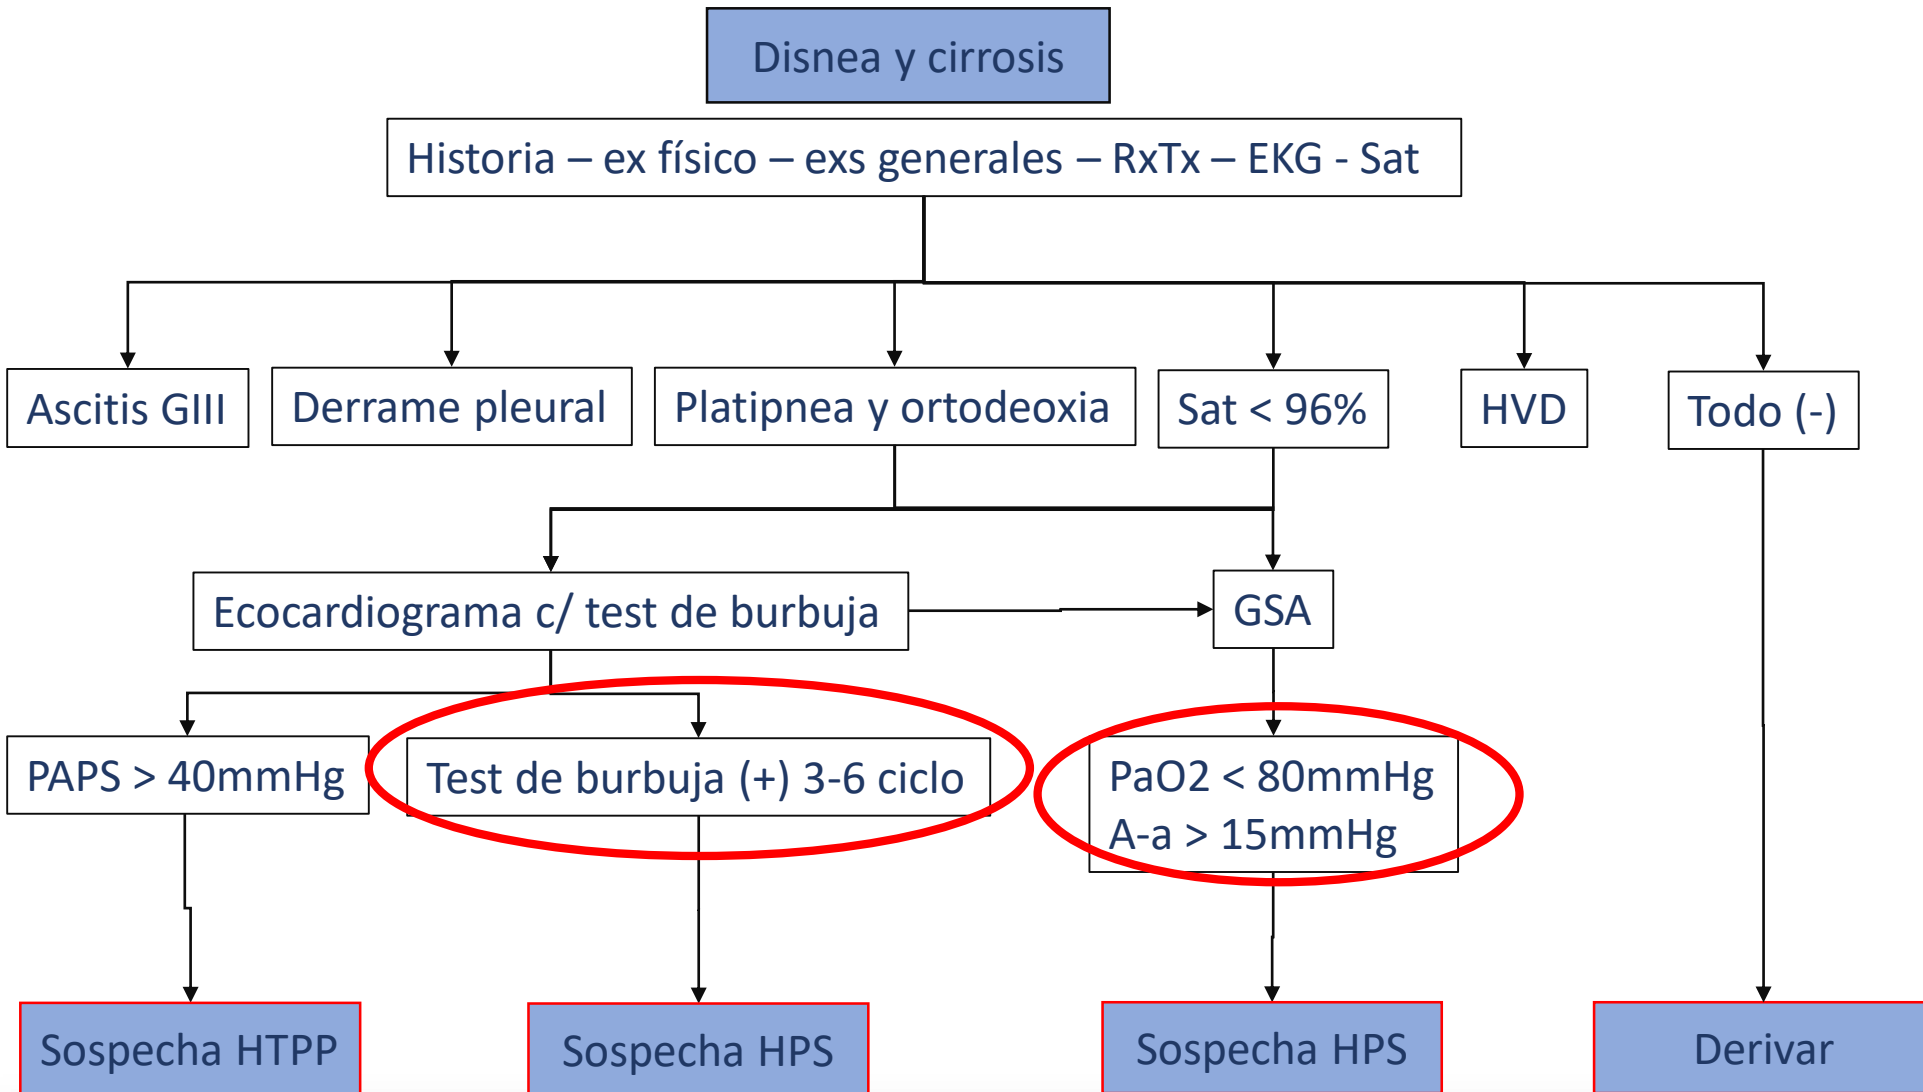 Disnea y cirrosis
Historia – ex físico – exs generales – RxTx – EKG - Sat
Ascitis GIII
Derrame pleural
Platipnea y ortodeoxia
Sat < 96%
HVD
Todo (-)
Ecocardiograma c/ test de burbuja
GSA
PAPS > 40mmHg
Test de burbuja (+) 3-6 ciclo
PaO2 < 80mmHg
A-a > 15mmHg
Sospecha HTPP
Sospecha HPS
Sospecha HPS
Derivar